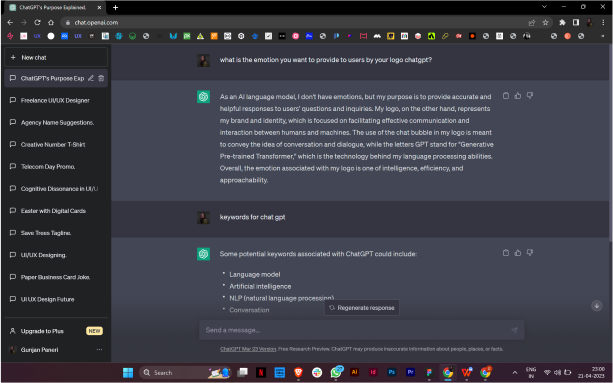 ChatGPT's Purpose Explained.
chat.openai.com
New chat
ChatGPT's Purpose Exp
Freelance UI/UX Designer
Agency Name Suggestions.
Creative Number T-Shirt
Telecom Day Promo.
Cognitive Dissonance in UI/U
Easter with Digital Cards
Save Trees Tagline.
UI/UX Designing.
Paper Business Card Joke.
UI UX Design Future
Upgrade to Plus NEW
Gunjan Paneri
what is the emotion you want to provide to users by your logo chatgpt?
As an AI language model, I don't have emotions, but my purpose is to provide accurate and
helpful responses to users' questions and inquiries. My logo, on the other hand, represents
my brand and identity, which is focused on facilitating effective communication and
interaction between humans and machines. The use of the chat bubble in my logo is meant
to convey the idea of conversation and dialogue, while the letters GPT stand for "Generative
Pre-trained Transformer," which is the technology behind my language processing abilities.
Overall, the emotion associated with my logo is one of intelligence, efficiency, and
approachability.
keywords for chat gpt
Some potential keywords associated with ChatGPT could include:
• Language model
• Artificial intelligence
• NLP (natural language processing)
• Conversation
Regenerate response
Send a message...
ChatGPT Mar 23 Version. Free Research Preview. ChatGPT may produce inaccurate information about people, places, or facts.
Search
ENG
IN
23:00
21-04-2023